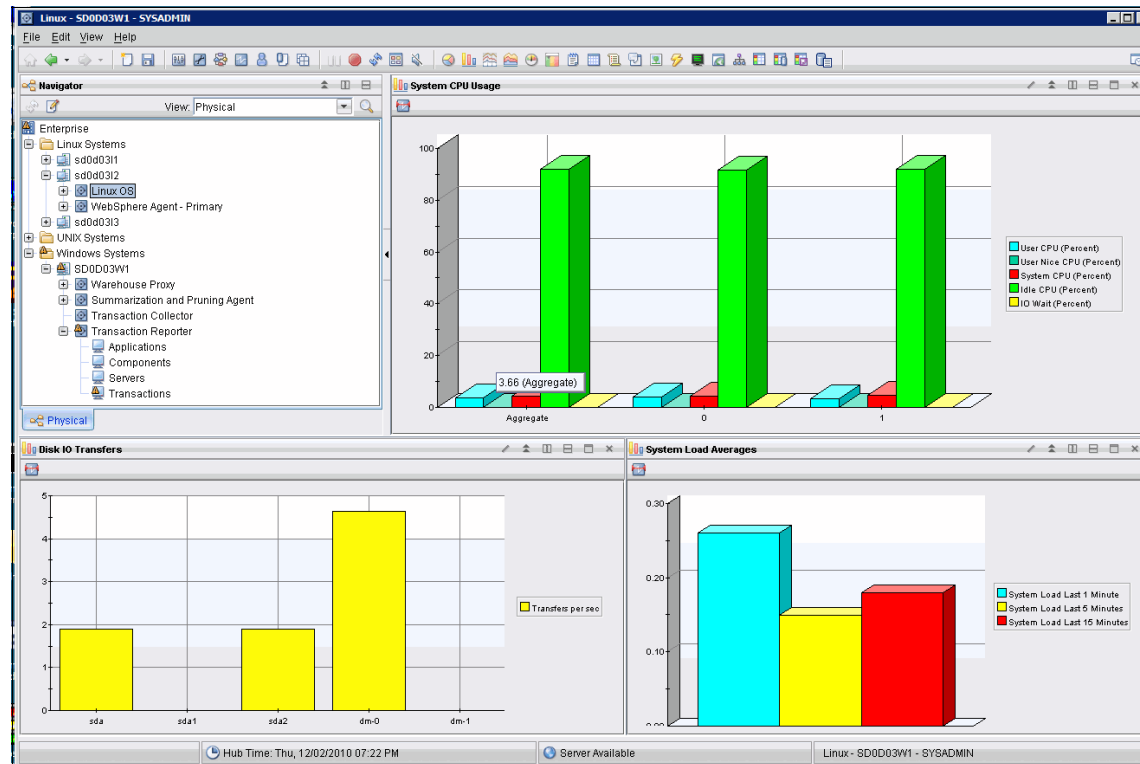 Linux - SD0D03W1 - SYSADMIN
File Edit View Help
Navigator
View: Physical
Enterprise
Linux Systems
sd0d03l1
sd0d03l2
Linux OS
WebSphere Agent - Primary
sd0d03l3
UNIX Systems
Windows Systems
SD0D03W1
Warehouse Proxy
Summarization and Pruning Agent
Transaction Collector
Transaction Reporter
Applications
Components
Servers
Transactions
Physical
System CPU Usage
100
80
60
40
20
0
3.66 (Aggregate)
Aggregate 0 1
User CPU (Percent)
User Nice CPU (Percent)
System CPU (Percent)
Idle CPU (Percent)
IO Wait (Percent)
Disk IO Transfers
5
4
3
2
1
0
sda sda1 sda2 dm-0 dm-1
Transfers per sec
System Load Averages
0.30
0.20
0.10
0.00
System Load Last 1 Minute
System Load Last 5 Minutes
System Load Last 15 Minutes
Hub Time: Thu, 12/02/2010 07:22 PM
Server Available
Linux - SD0D03W1 - SYSADMIN